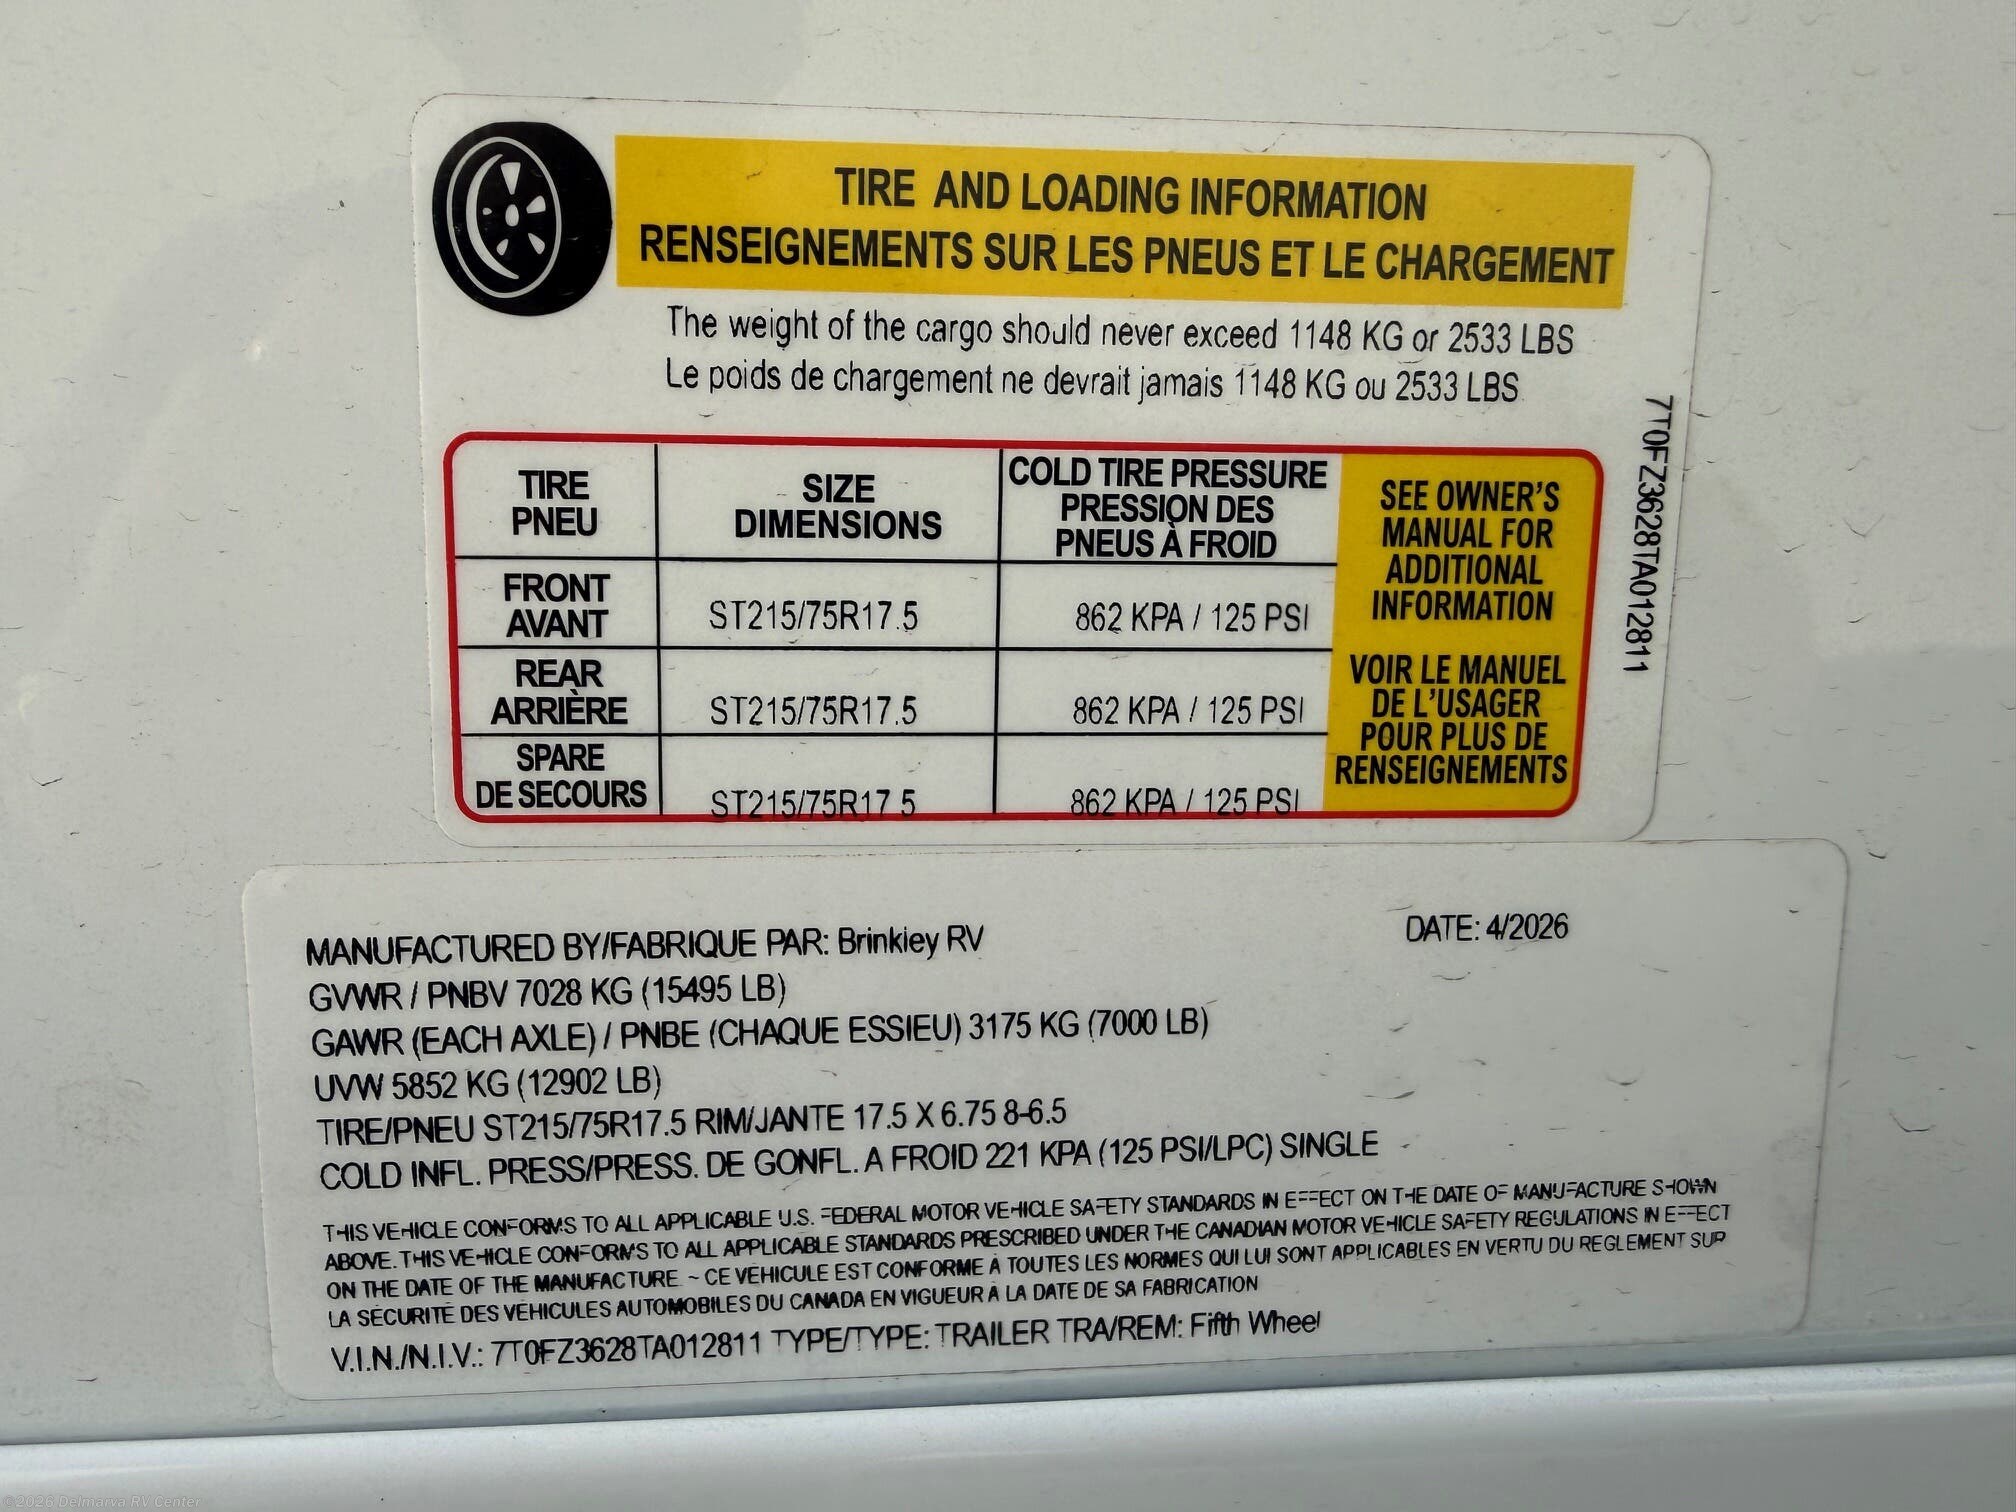 TIRE AND LOADING INFORMATION
RENSEIGNEMENTS SUR LES PNEUS ET LE CHARGEMENT
The weight of the cargo should never exceed 1148 KG or 2533 LBS
Le poids de chargement ne devrait jamais 1148 KG ou 2533 LBS
TIRE
PNEU
SIZE
DIMENSIONS
COLD TIRE PRESSURE
PRESSION DES
PNEUS À FROID
FRONT
AVANT
ST215/75R17.5
862 KPA / 125 PSI
REAR
ARRIÈRE
ST215/75R17.5
862 KPA / 125 PSI
SPARE
DE SECOURS
ST215/75R17.5
862 KPA / 125 PSI
SEE OWNER'S
MANUAL FOR
ADDITIONAL
INFORMATION
VOIR LE MANUEL
DE L'USAGER
POUR PLUS DE
RENSEIGNEMENTS
7T0FZ3628TA012811
MANUFACTURED BY/FABRIQUE PAR: Brinkley RV
DATE: 4/2026
GVWR / PNBV 7028 KG (15495 LB)
GAWR (EACH AXLE) / PNBE (CHAQUE ESSIEU) 3175 KG (7000 LB)
UVW 5852 KG (12902 LB)
TIRE/PNEU ST215/75R17.5 RIM/JANTE 17.5 X 6.75 8-6.5
COLD INFL. PRESS/PRESS. DE GONFL. A FROID 221 KPA (125 PSI/LPC) SINGLE
THIS VEHICLE CONFORMS TO ALL APPLICABLE U.S. FEDERAL MOTOR VEHICLE SAFETY STANDARDS IN EFFECT ON THE DATE OF MANUFACTURE SHOWN
ABOVE. THIS VEHICLE CONFORMS TO ALL APPLICABLE STANDARDS PRESCRIBED UNDER THE CANADIAN MOTOR VEHICLE SAFETY REGULATIONS IN EFFECT
ON THE DATE OF THE MANUFACTURE ~ CE VÉHICULE EST CONFORME À TOUTES LES NORMES QUI LUI SONT APPLICABLES EN VERTU DU RÈGLEMENT SUR
LA SÉCURITÉ DES VÉHICULES AUTOMOBILES DU CANADA EN VIGUEUR À LA DATE DE SA FABRICATION
V.I.N./N.I.V.: 7T0FZ3628TA012811 TYPE/TYPE: TRAILER TRA/REM: Fifth Wheel
©2026 Delmarva RV Center